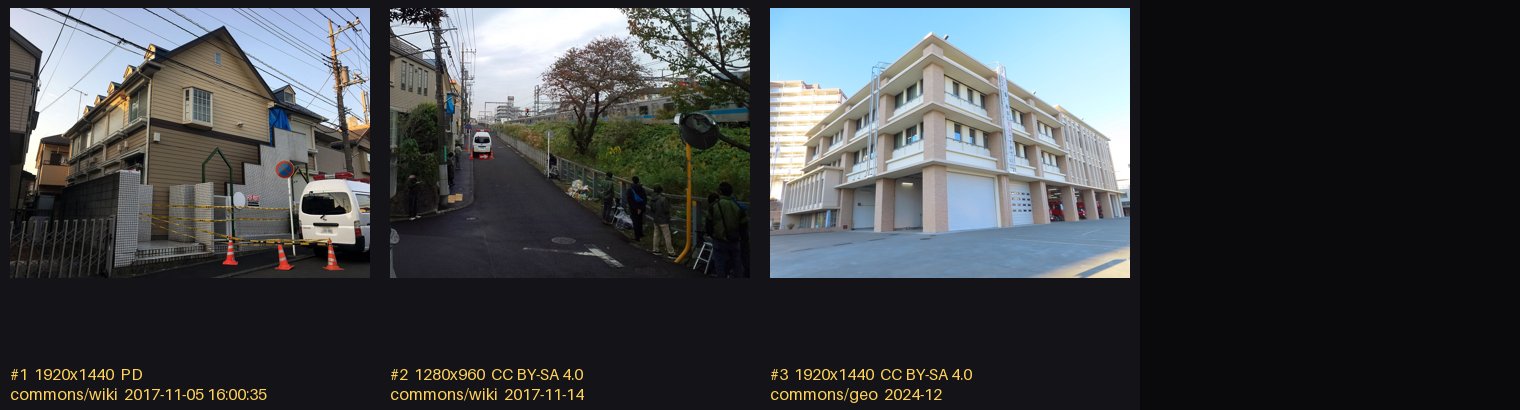 #1 1920x1440 PD
commons/wiki 2017-11-05 16:00:35
#2 1280x960 CC BY-SA 4.0
commons/wiki 2017-11-14
#3 1920x1440 CC BY-SA 4.0
commons/geo 2024-12